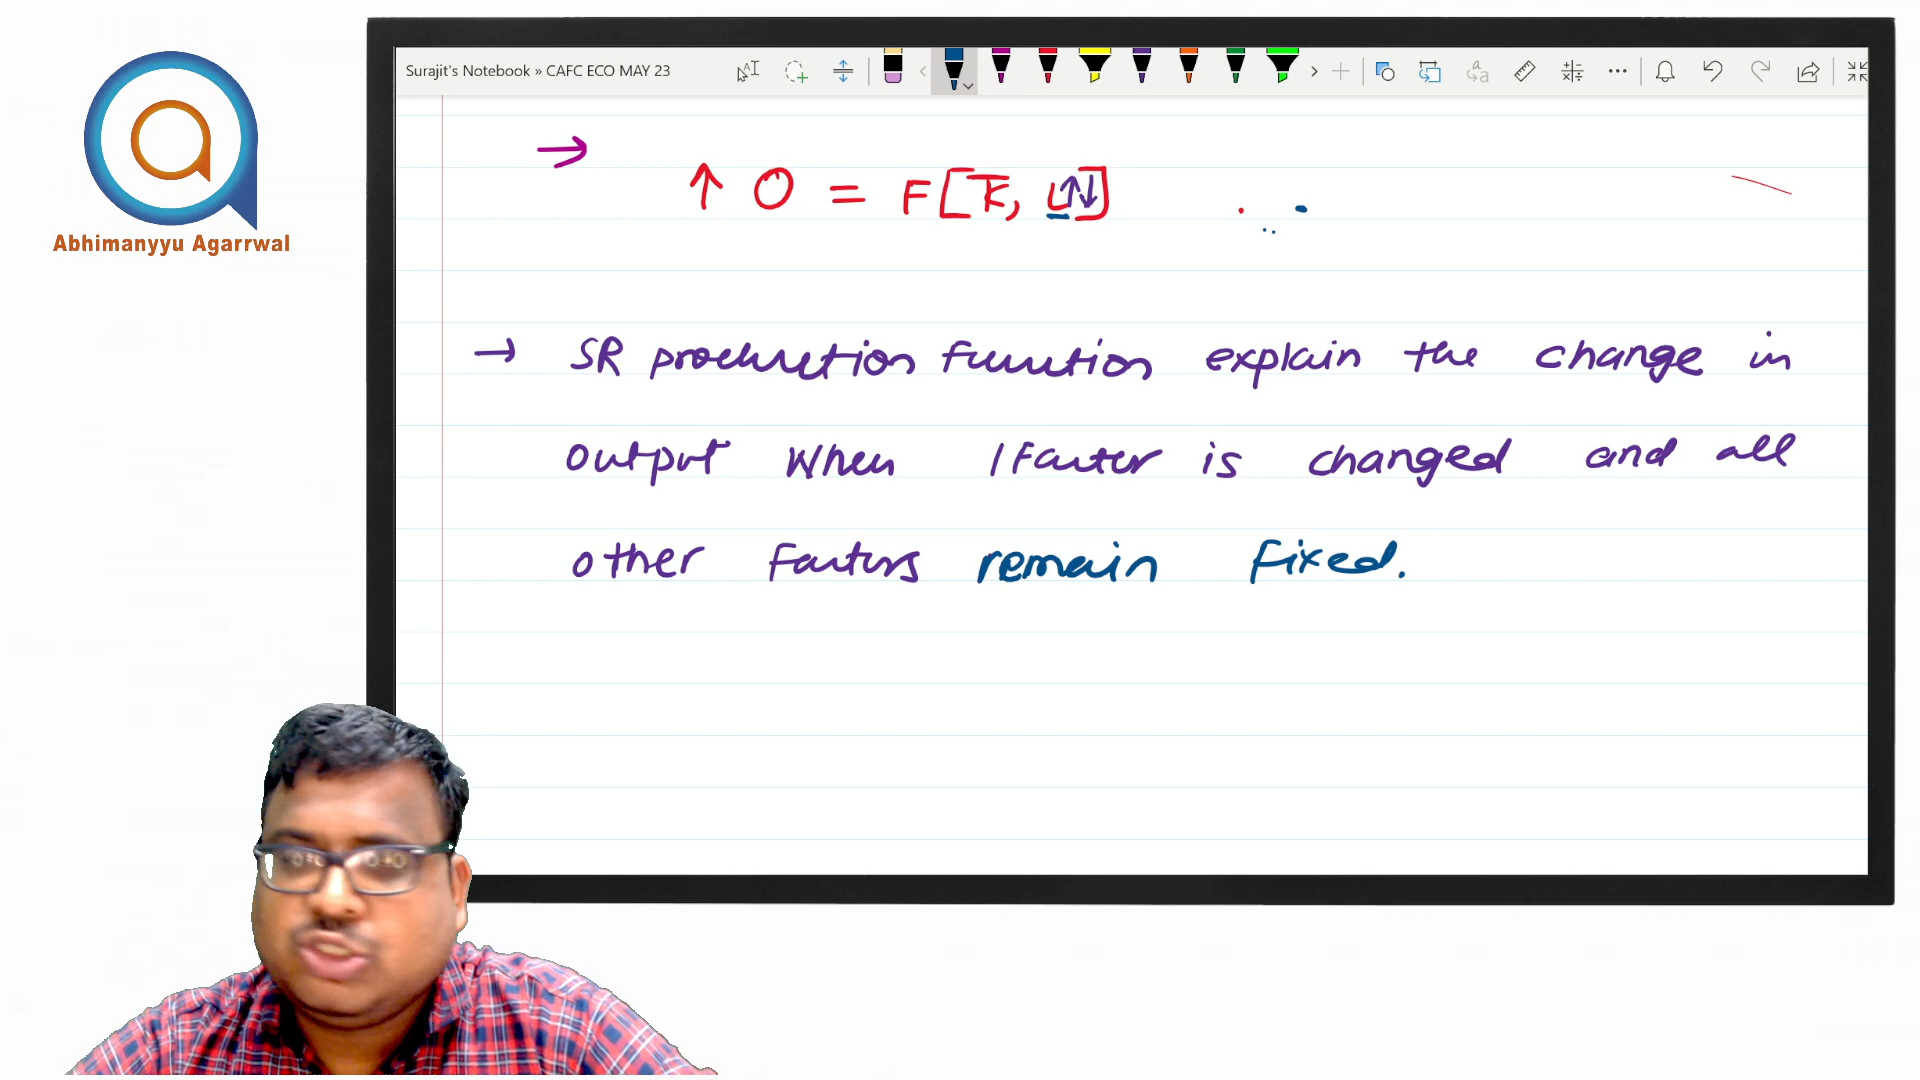 Abhimanyyu Agarrwal
Surajit's Notebook » CAFC ECO MAY 23
→
↑ O = F[K̅, L↑↓]
→ SR production function explain the change in
output when 1 Factor is changed and all
other Factors remain fixed.